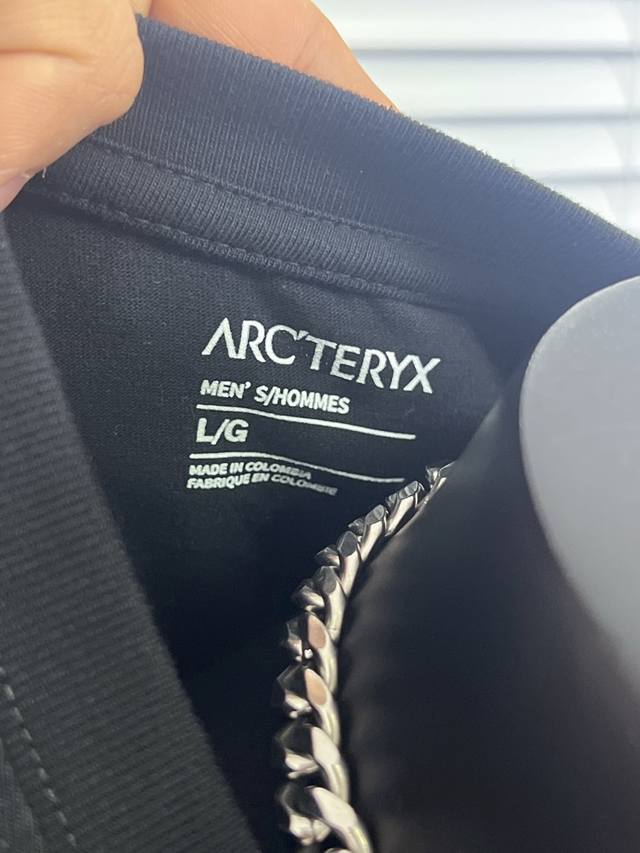 ARC'TERYX
MEN' S/HOMMES
L/G
MADE IN COLOMBIA
FABRIQUE EN COLOMBIE